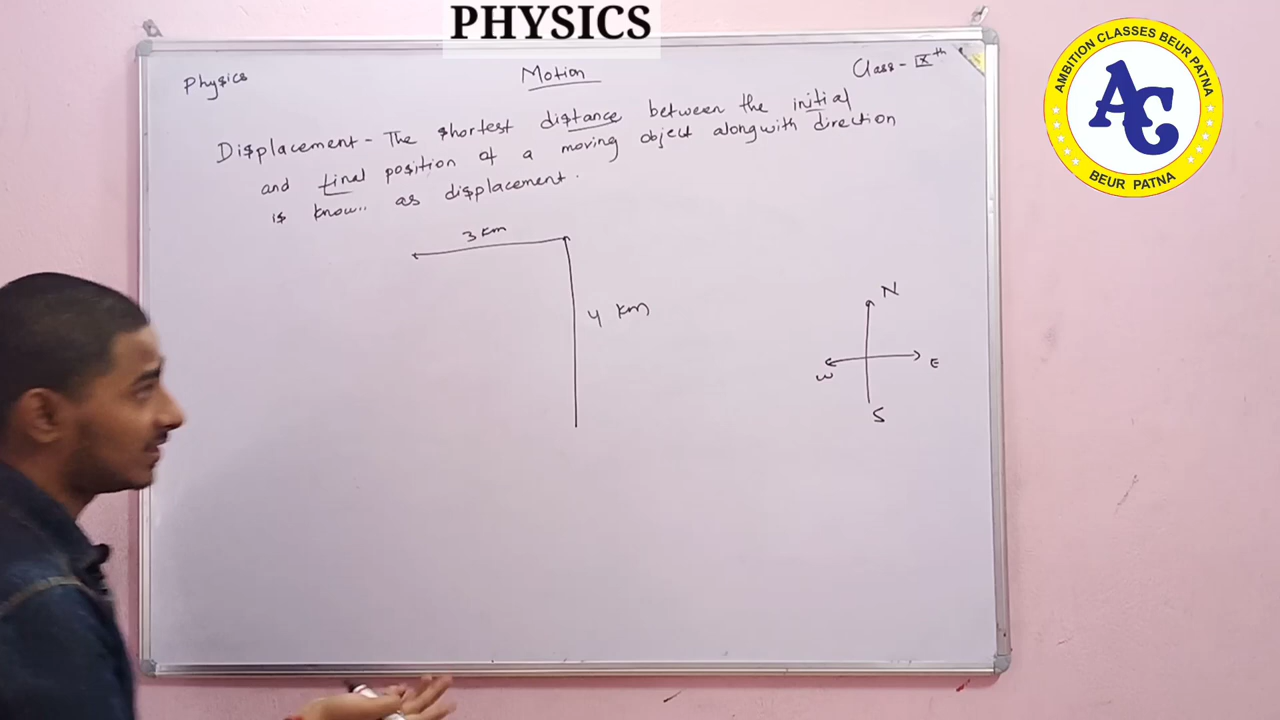 PHYSICS
Physics
Motion
Class - IXth
Displacement - The shortest distance between the initial
and final position of a moving object alongwith direction
is know.. as displacement.
3 km
4 km
N
W
E
S
AMBITION CLASSES BEUR PATNA
AC
BEUR PATNA